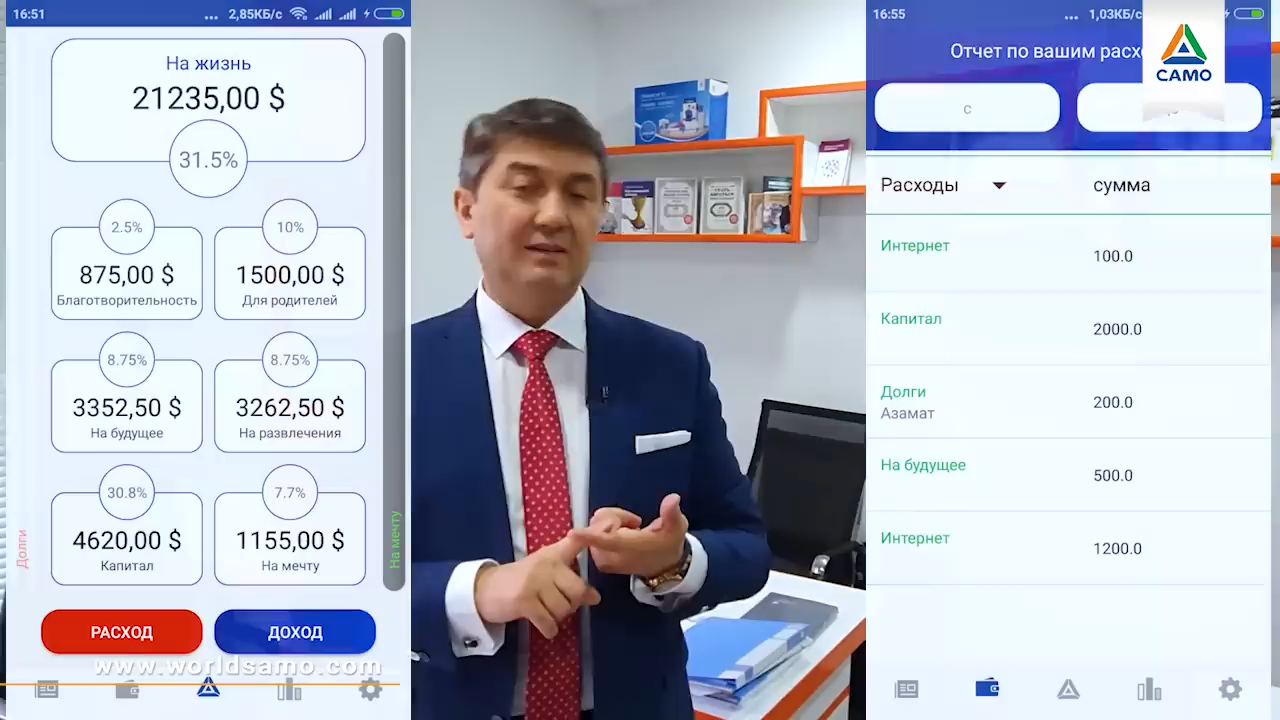 16:51
2,85КБ/с
На жизнь
21235,00 $
31.5%
2.5%
10%
875,00 $
Благотворительность
1500,00 $
Для родителей
8.75%
8.75%
3352,50 $
На будущее
3262,50 $
На развлечения
30.8%
7.7%
4620,00 $
Капитал
1155,00 $
На мечту
Долги
На мечту
РАСХОД
ДОХОД
www.worldsamo.com
16:55
1,03КБ/с
САМО
Отчет по вашим
с
Расходы
сумма
Интернет
100.0
Капитал
2000.0
Долги
Азамат
200.0
На будущее
500.0
Интернет
1200.0